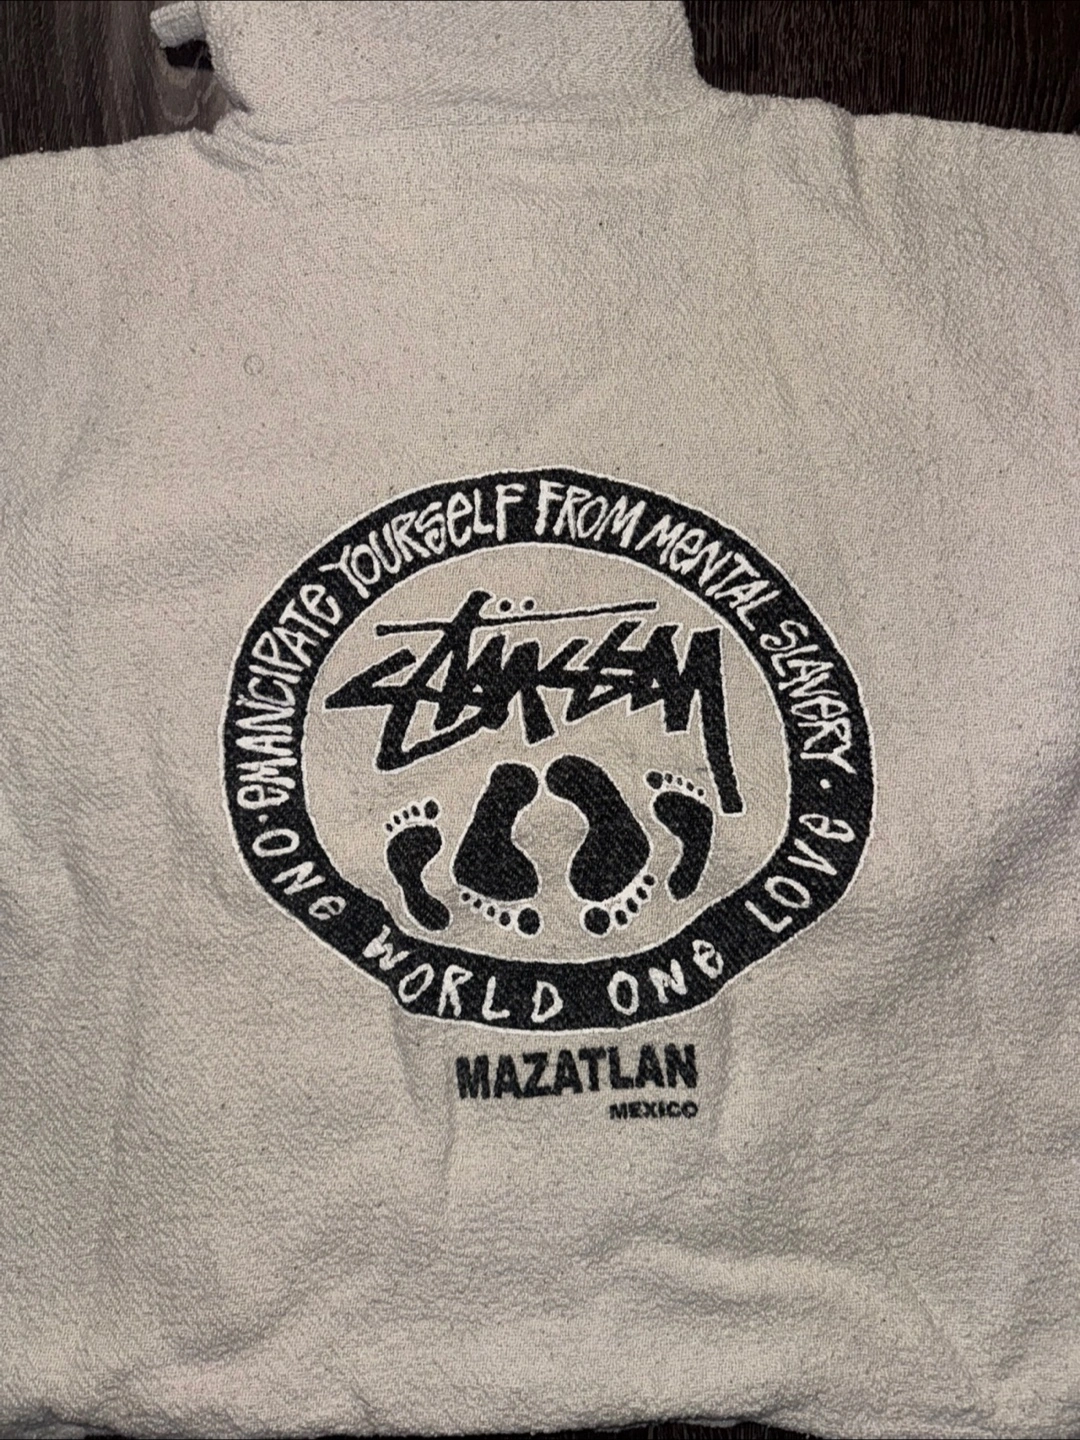 EMANCIPATE YOURSELF FROM MENTAL SLAVERY ·
STÜSSY
ONE WORLD ONE LOVE ·
MAZATLAN
MEXICO